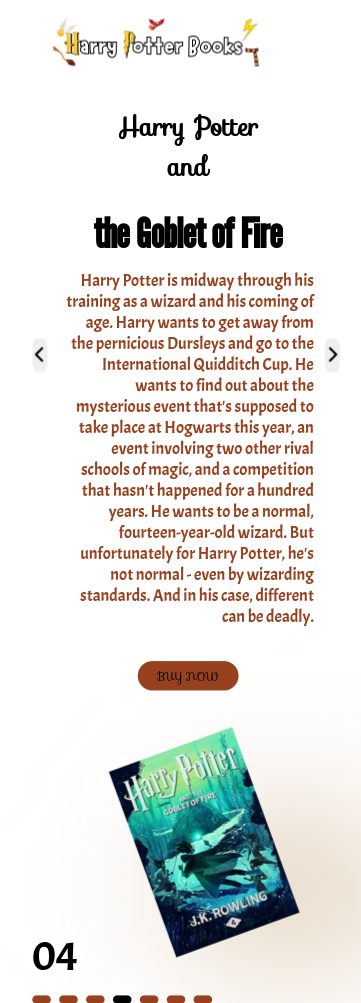 Harry Potter Books
Harry Potter
and
the Goblet of Fire
Harry Potter is midway through his
training as a wizard and his coming of
age. Harry wants to get away from
the pernicious Dursleys and go to the
International Quidditch Cup. He
wants to find out about the
mysterious event that's supposed to
take place at Hogwarts this year, an
event involving two other rival
schools of magic, and a competition
that hasn't happened for a hundred
years. He wants to be a normal,
fourteen-year-old wizard. But
unfortunately for Harry Potter, he's
not normal - even by wizarding
standards. And in his case, different
can be deadly.
BUY NOW
Harry Potter
AND THE
GOBLET OF FIRE
J.K. ROWLING
04